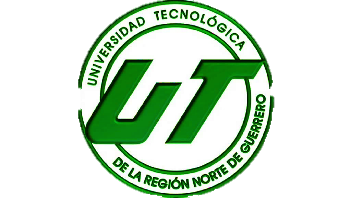 UNIVERSIDAD TECNOLÓGICA
UT
DE LA REGIÓN NORTE DE GUERRERO